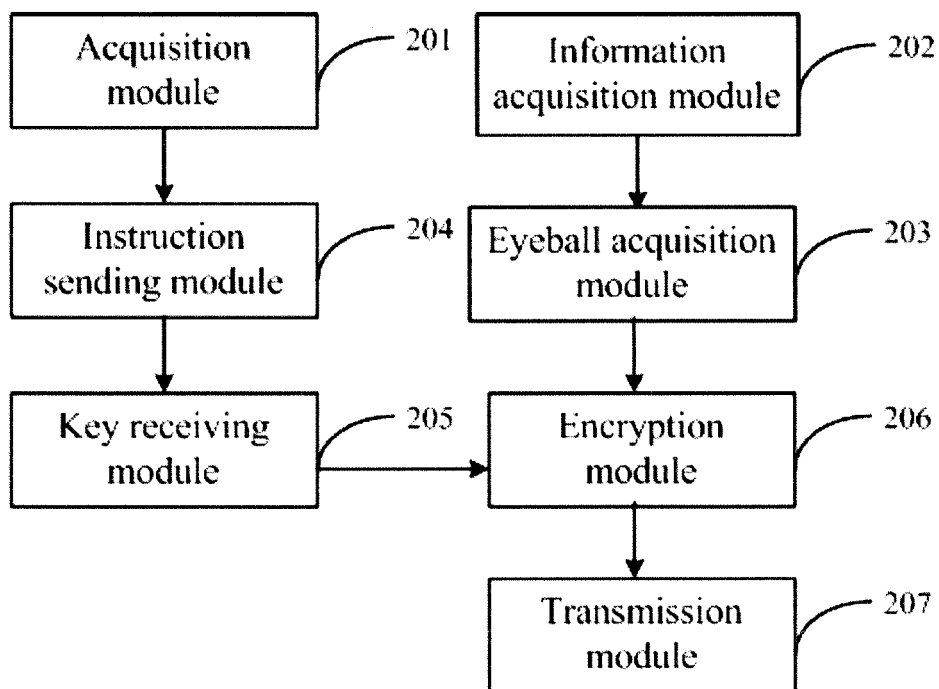 Acquisition
module
201
Information
acquisition module
202
Instruction
sending module
204
Eyeball acquisition
module
203
Key receiving
module
205
Encryption
module
206
Transmission
module
207